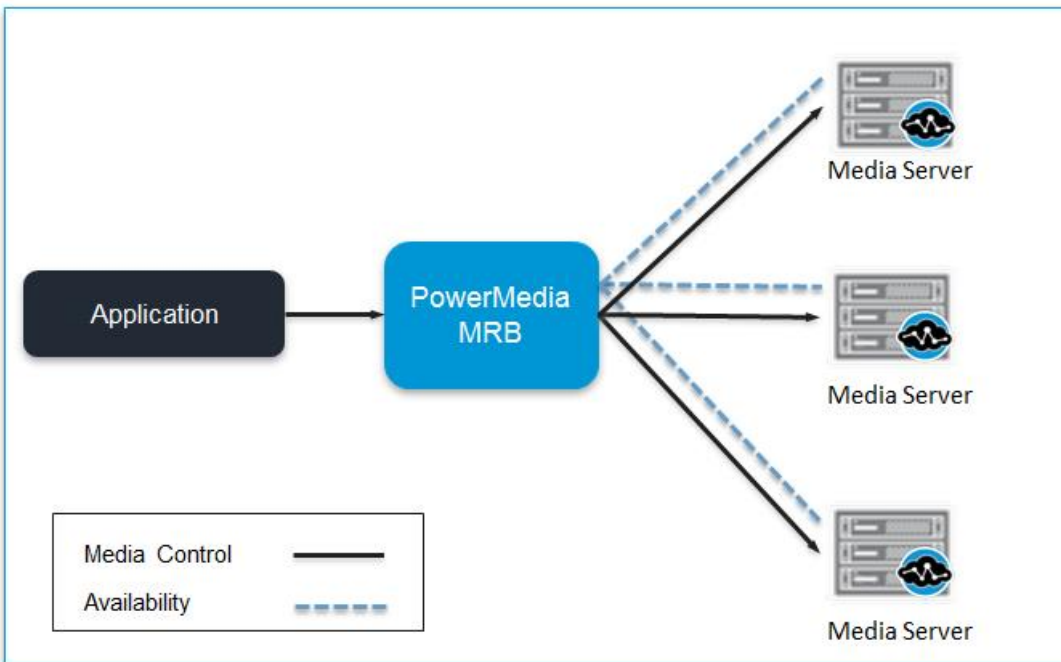 Media Server
Application
PowerMedia
MRB
Media Server
Media Control
Availability
Media Server